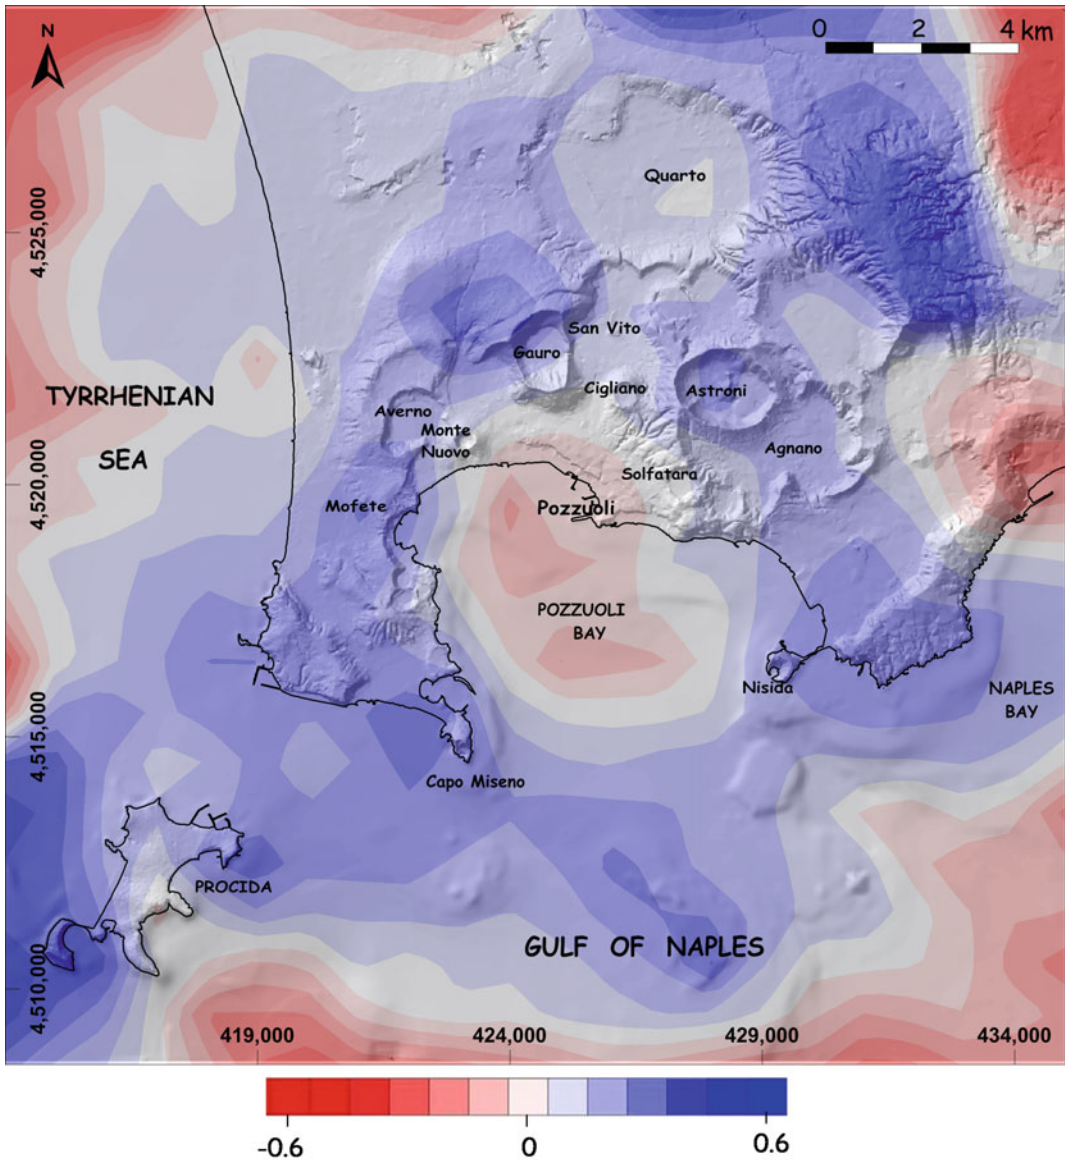 N
0 2 4 km
Quarto
4,525,000
San Vito
Gauro
Cigliano
Astroni
TYRRHENIAN
SEA
Averno
Monte
Nuovo
Agnano
Solfatara
Mofete
Pozzuoli
4,520,000
POZZUOLI
BAY
Nisida
NAPLES
BAY
4,515,000
Capo Miseno
PROCIDA
GULF OF NAPLES
4,510,000
419,000 424,000 429,000 434,000
-0.6 0 0.6